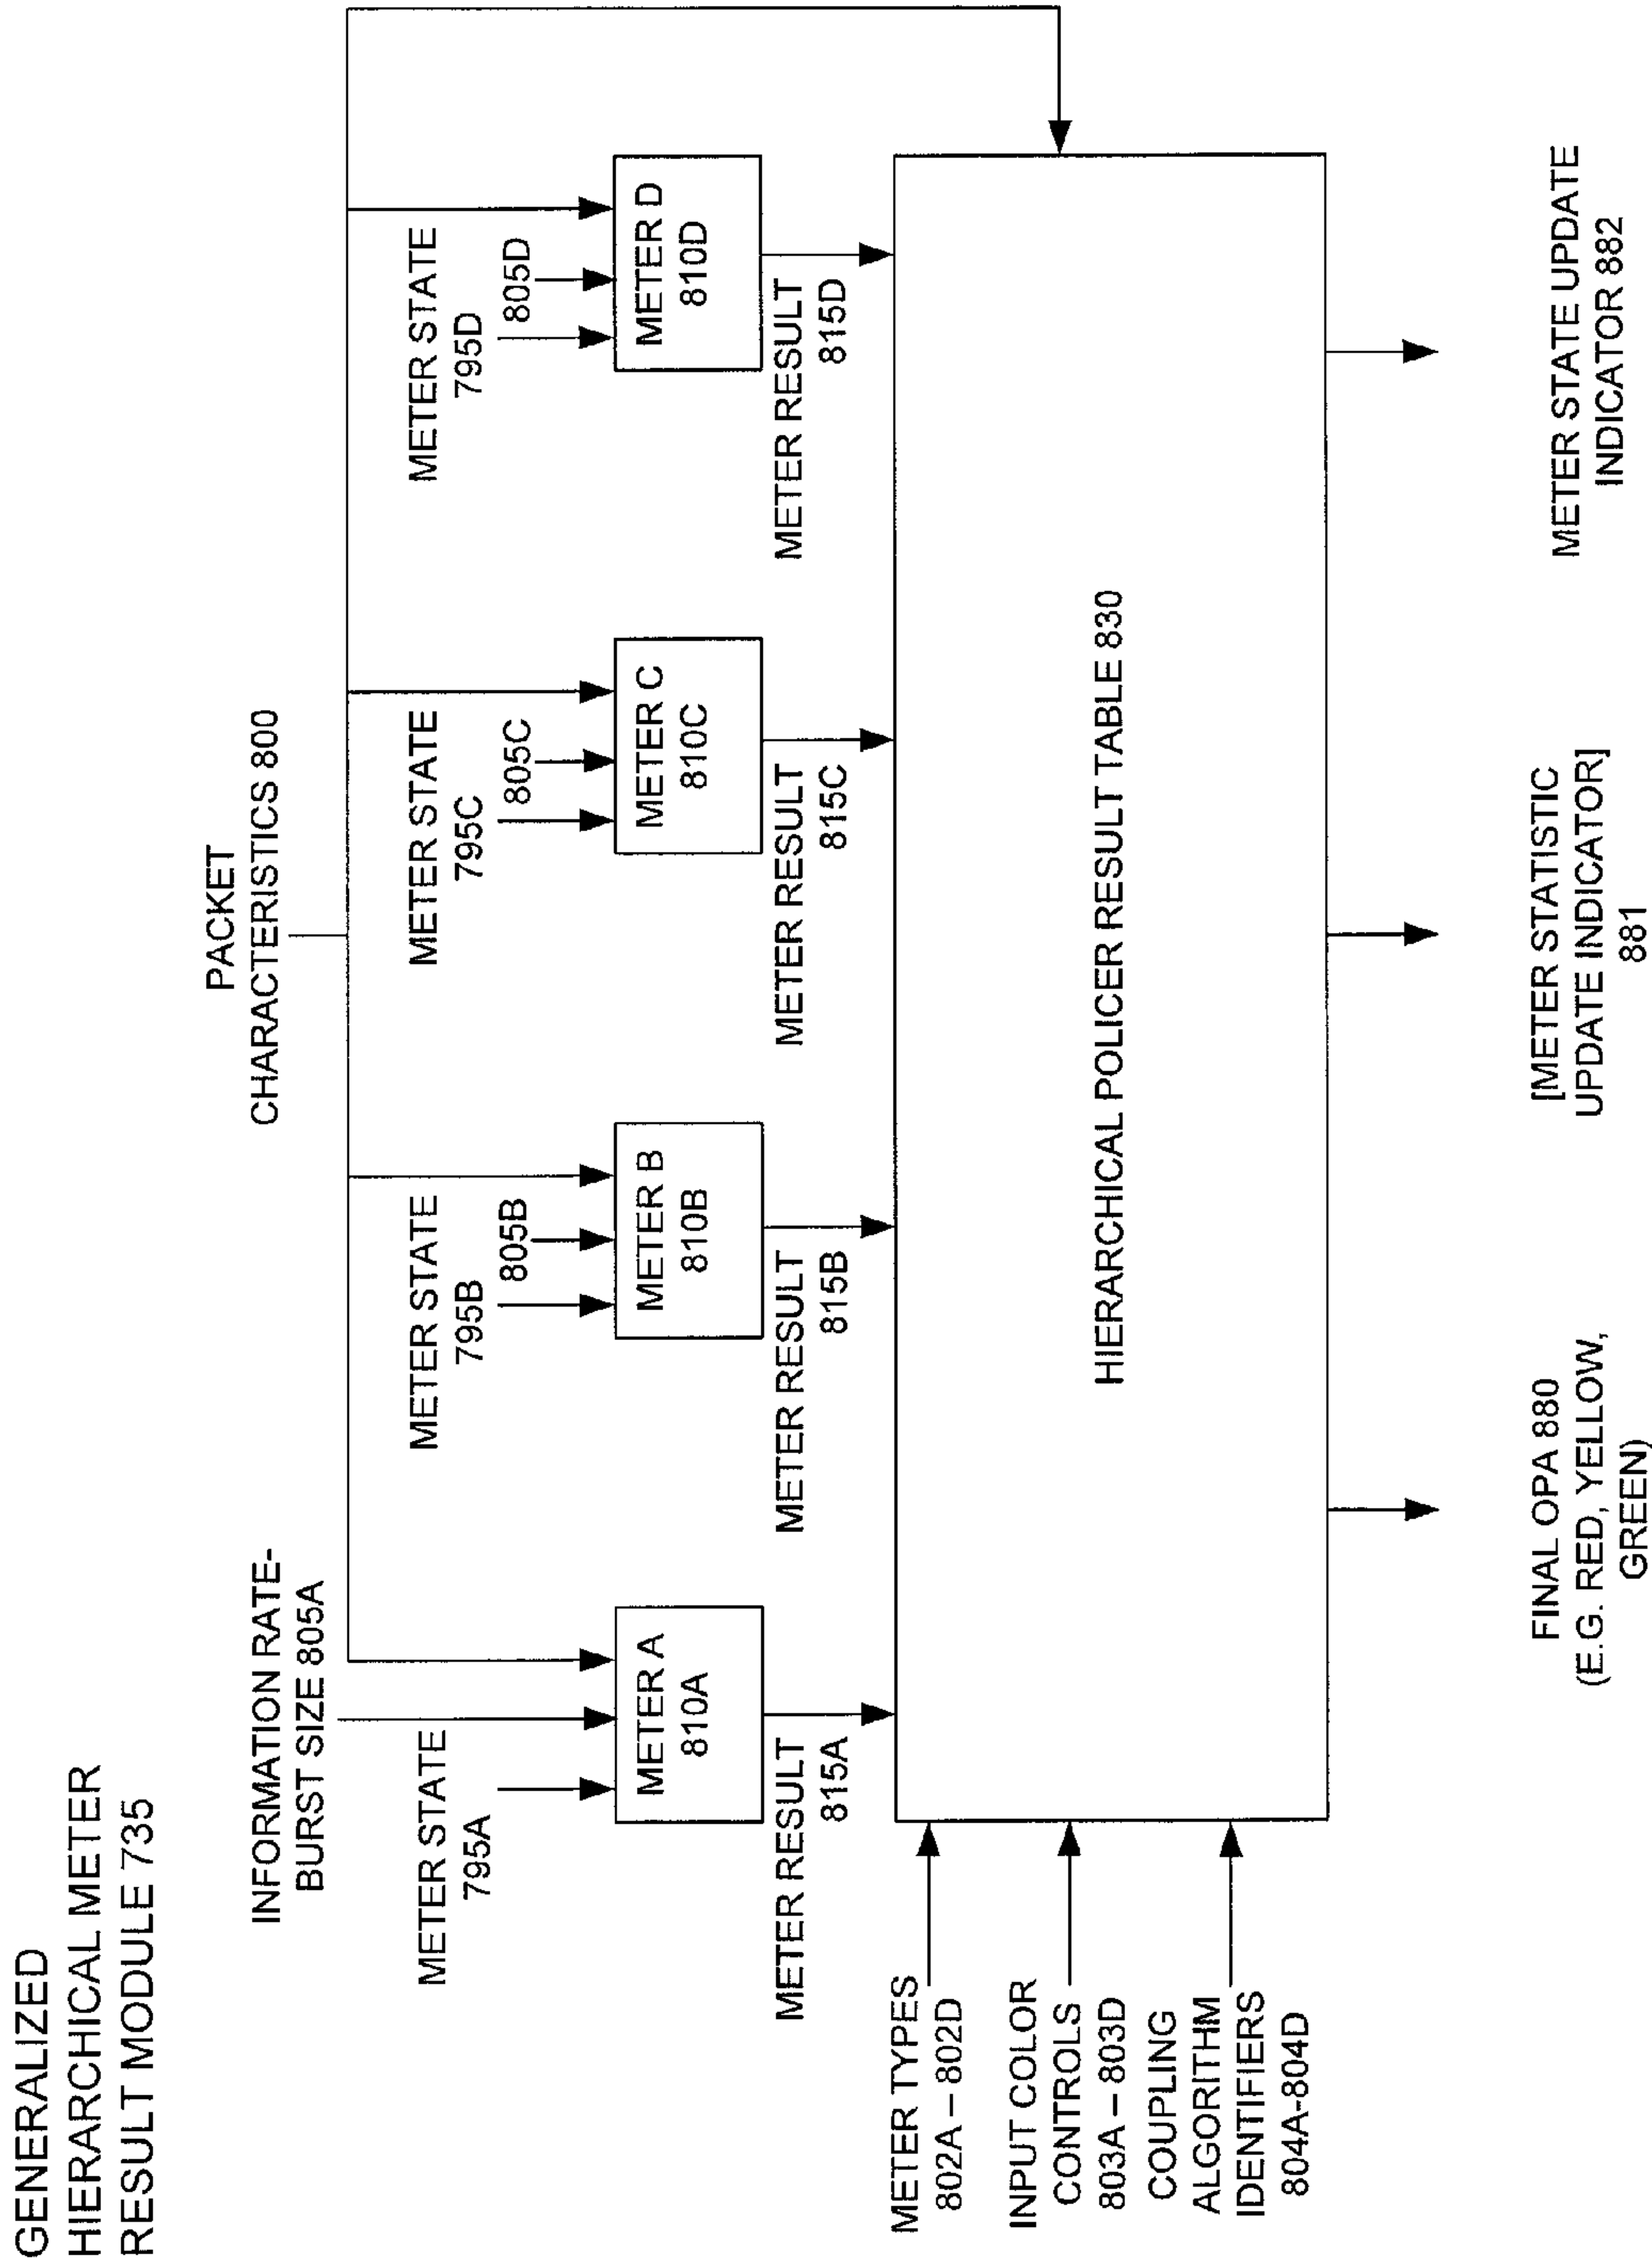 GENERALIZED
HIERARCHICAL METER
RESULT MODULE 735
PACKET
CHARACTERISTICS 800
INFORMATION RATE-
BURST SIZE 805A
METER STATE
795A
METER STATE
795B
805B
METER STATE
795C
805C
METER STATE
795D
805D
METER A
810A
METER B
810B
METER C
810C
METER D
810D
METER RESULT
815A
METER RESULT
815B
METER RESULT
815C
METER RESULT
815D
METER TYPES
802A – 802D
INPUT COLOR
CONTROLS
803A – 803D
COUPLING
ALGORITHM
IDENTIFIERS
804A-804D
HIERARCHICAL POLICER RESULT TABLE 830
FINAL OPA 880
(E.G. RED, YELLOW,
GREEN)
[METER STATISTIC
UPDATE INDICATOR]
881
METER STATE UPDATE
INDICATOR 882